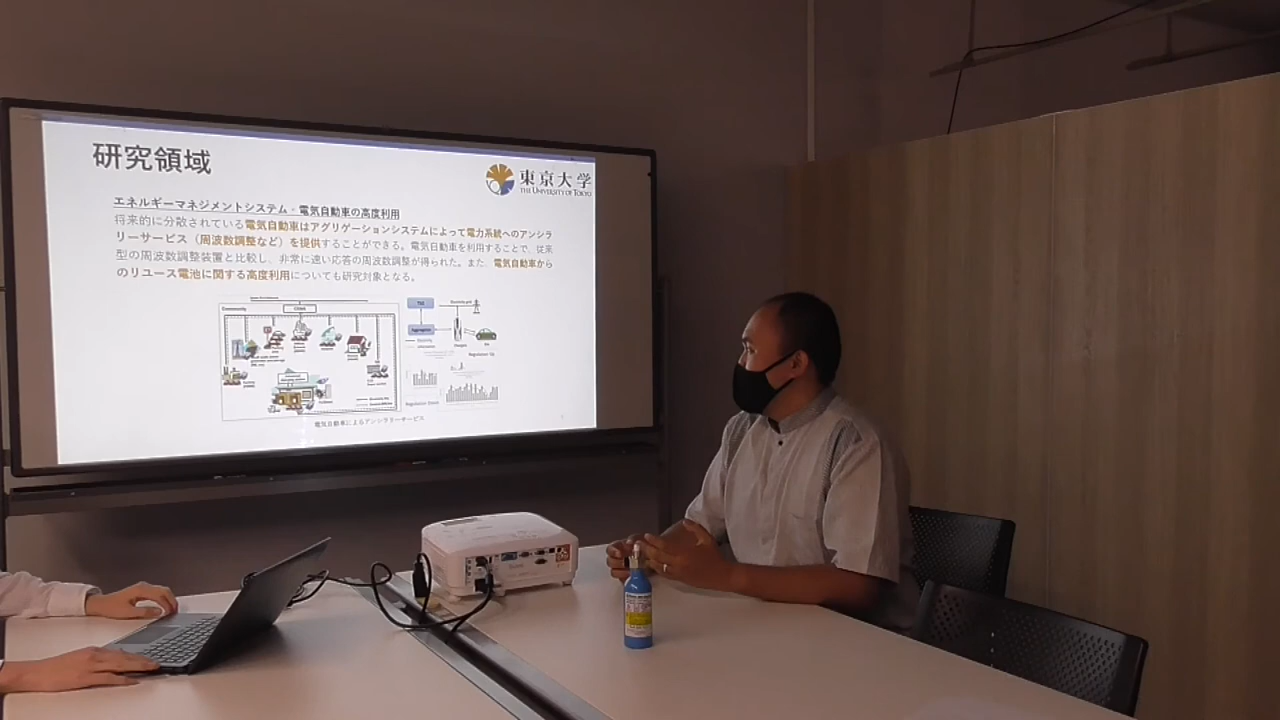 研究領域
東京大学
THE UNIVERSITY OF TOKYO
エネルギーマネジメントシステム・電気自動車の高度利用
将来的に分散されている電気自動車はアグリゲーションシステムによって電力系統へのアンシラ
リーサービス（周波数調整など）を提供することができる。電気自動車を利用することで、従来
型の周波数調整装置と比較し、非常に速い応答の周波数調整が得られた。また、電気自動車から
のリユース電池に関する高度利用についても研究対象となる。
Community
TSO
Electricity grid
Aggregator
Regulation Up
Regulation Down
電気自動車によるアンシラリーサービス